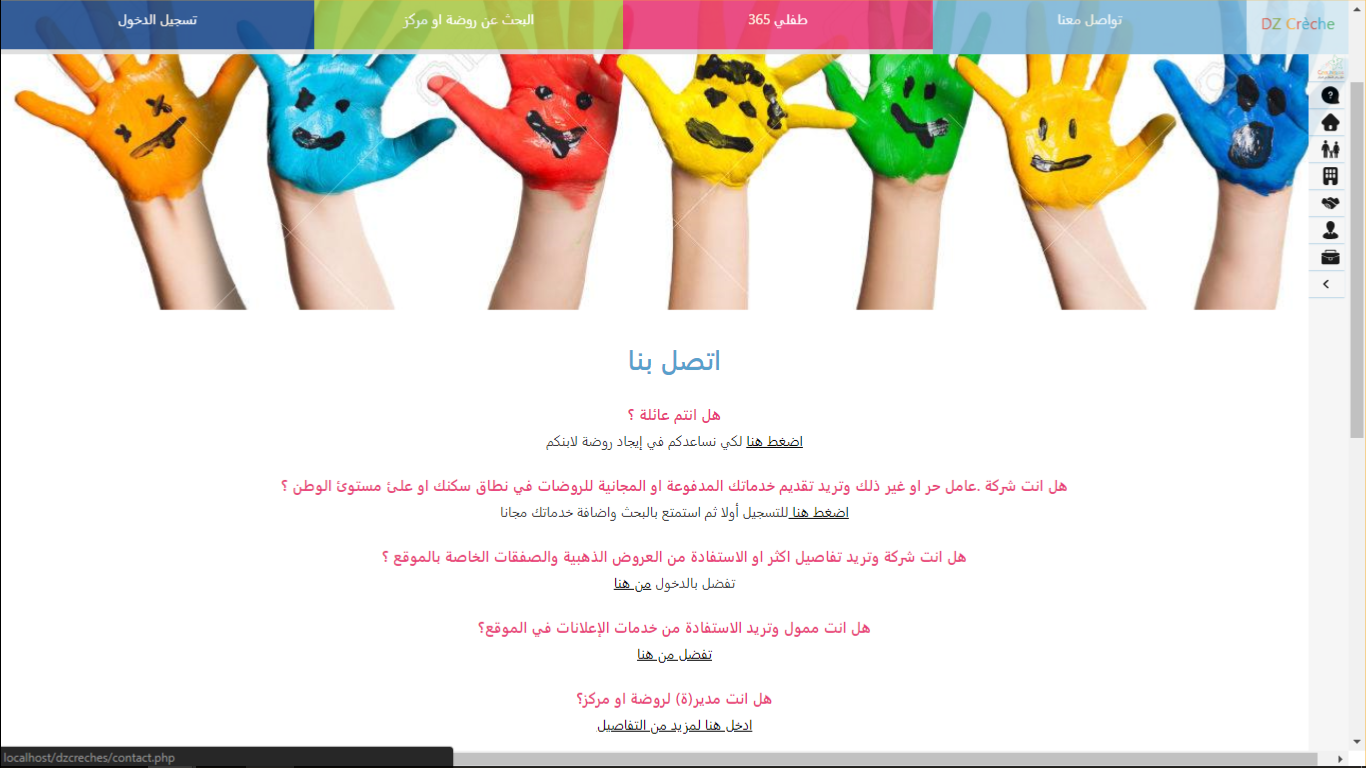 DZ Crèche
تواصل معنا
طفلي 365
البحث عن روضة او مركز
تسجيل الدخول
اتصل بنا
هل انتم عائلة ؟
اضغط هنا لكي نساعدكم في إيجاد روضة لابنكم
هل انت شركة .عامل حر او غير ذلك وتريد تقديم خدماتك المدفوعة او المجانية للروضات في نطاق سكنك او علئ مستوئ الوطن ؟
اضغط هنا للتسجيل أولا ثم استمتع بالبحث واضافة خدماتك مجانا
هل انت شركة وتريد تفاصيل اكثر او الاستفادة من العروض الذهبية والصفقات الخاصة بالموقع ؟
تفضل بالدخول من هنا
هل انت ممول وتريد الاستفادة من خدمات الإعلانات في الموقع؟
تفضل من هنا
هل انت مدير(ة) لروضة او مركز؟
ادخل هنا لمزيد من التفاصيل
localhost/dzcreches/contact.php